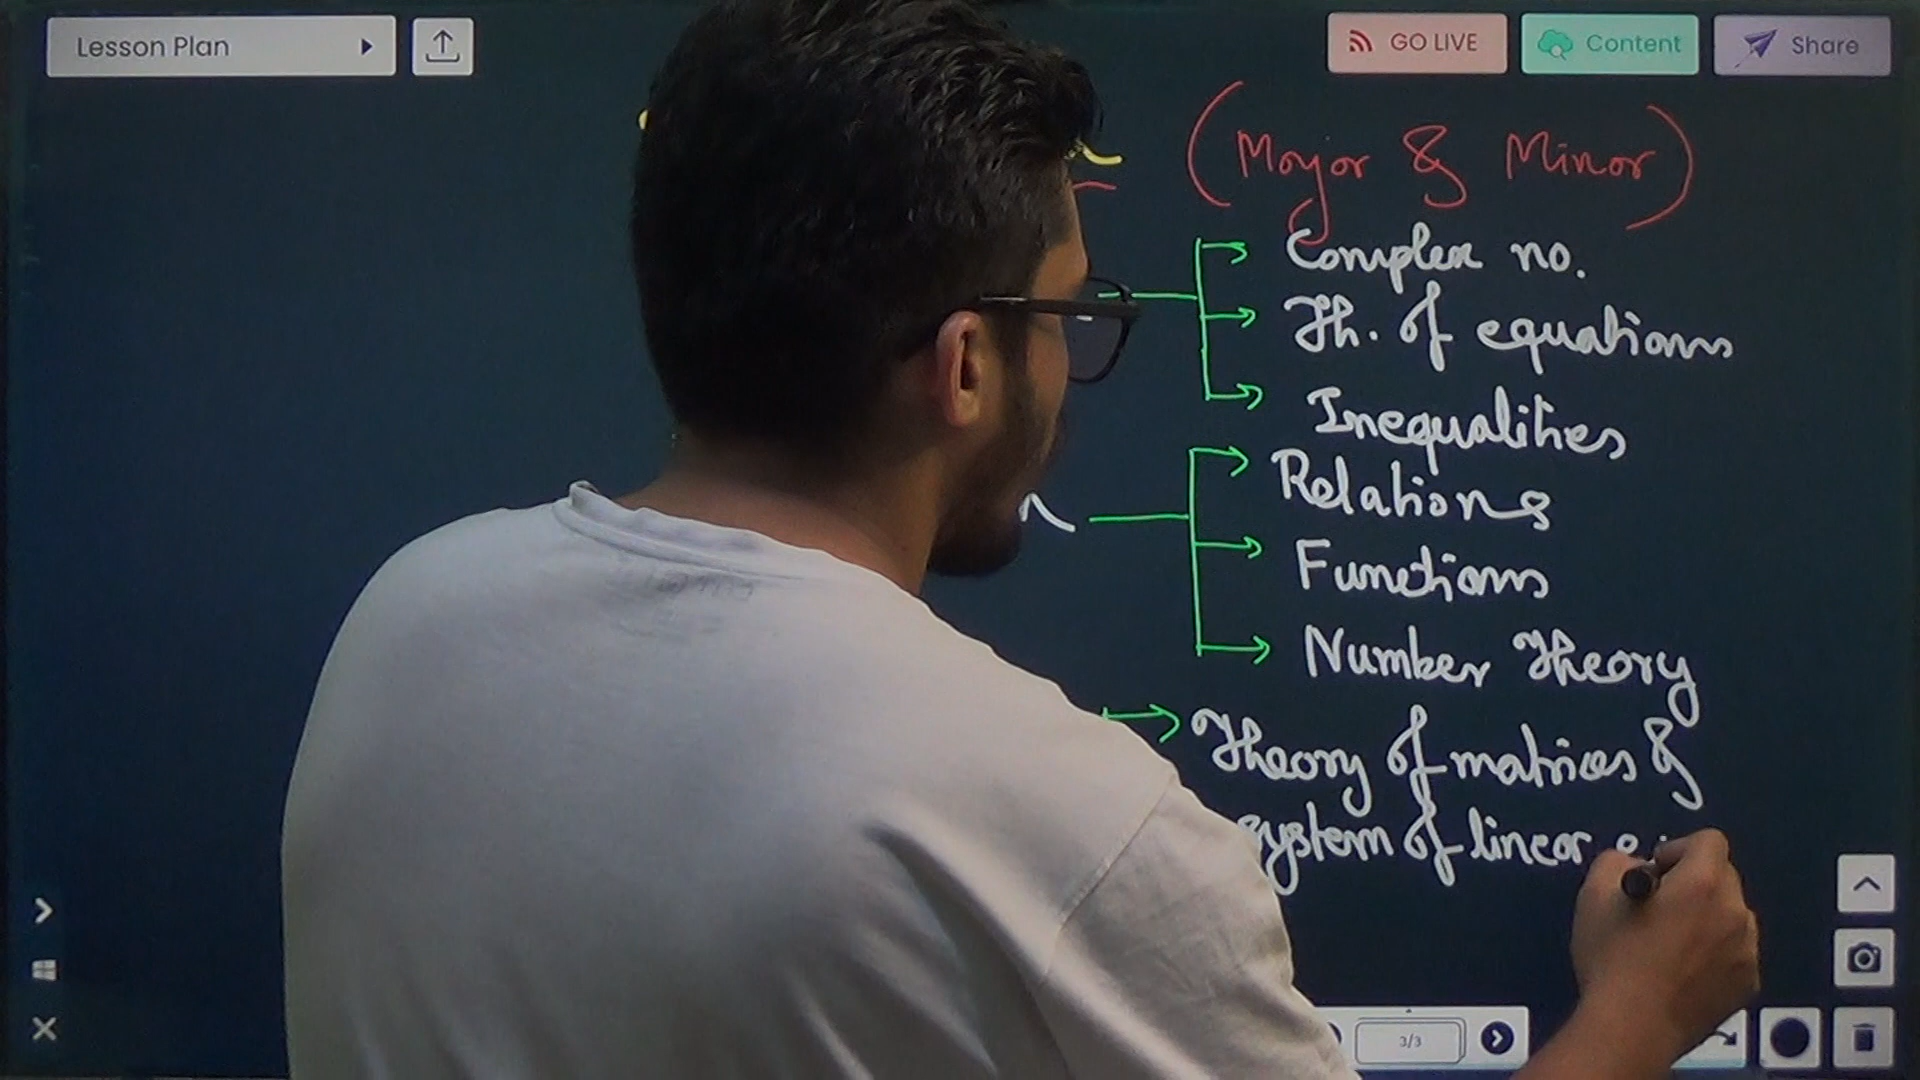 Lesson Plan
GO LIVE
Content
Share
(Major & Minor)
Complex no.
Th. of equations
Inequalities
Relations
Functions
Number Theory
Theory of matrices &
system of linear
3/3